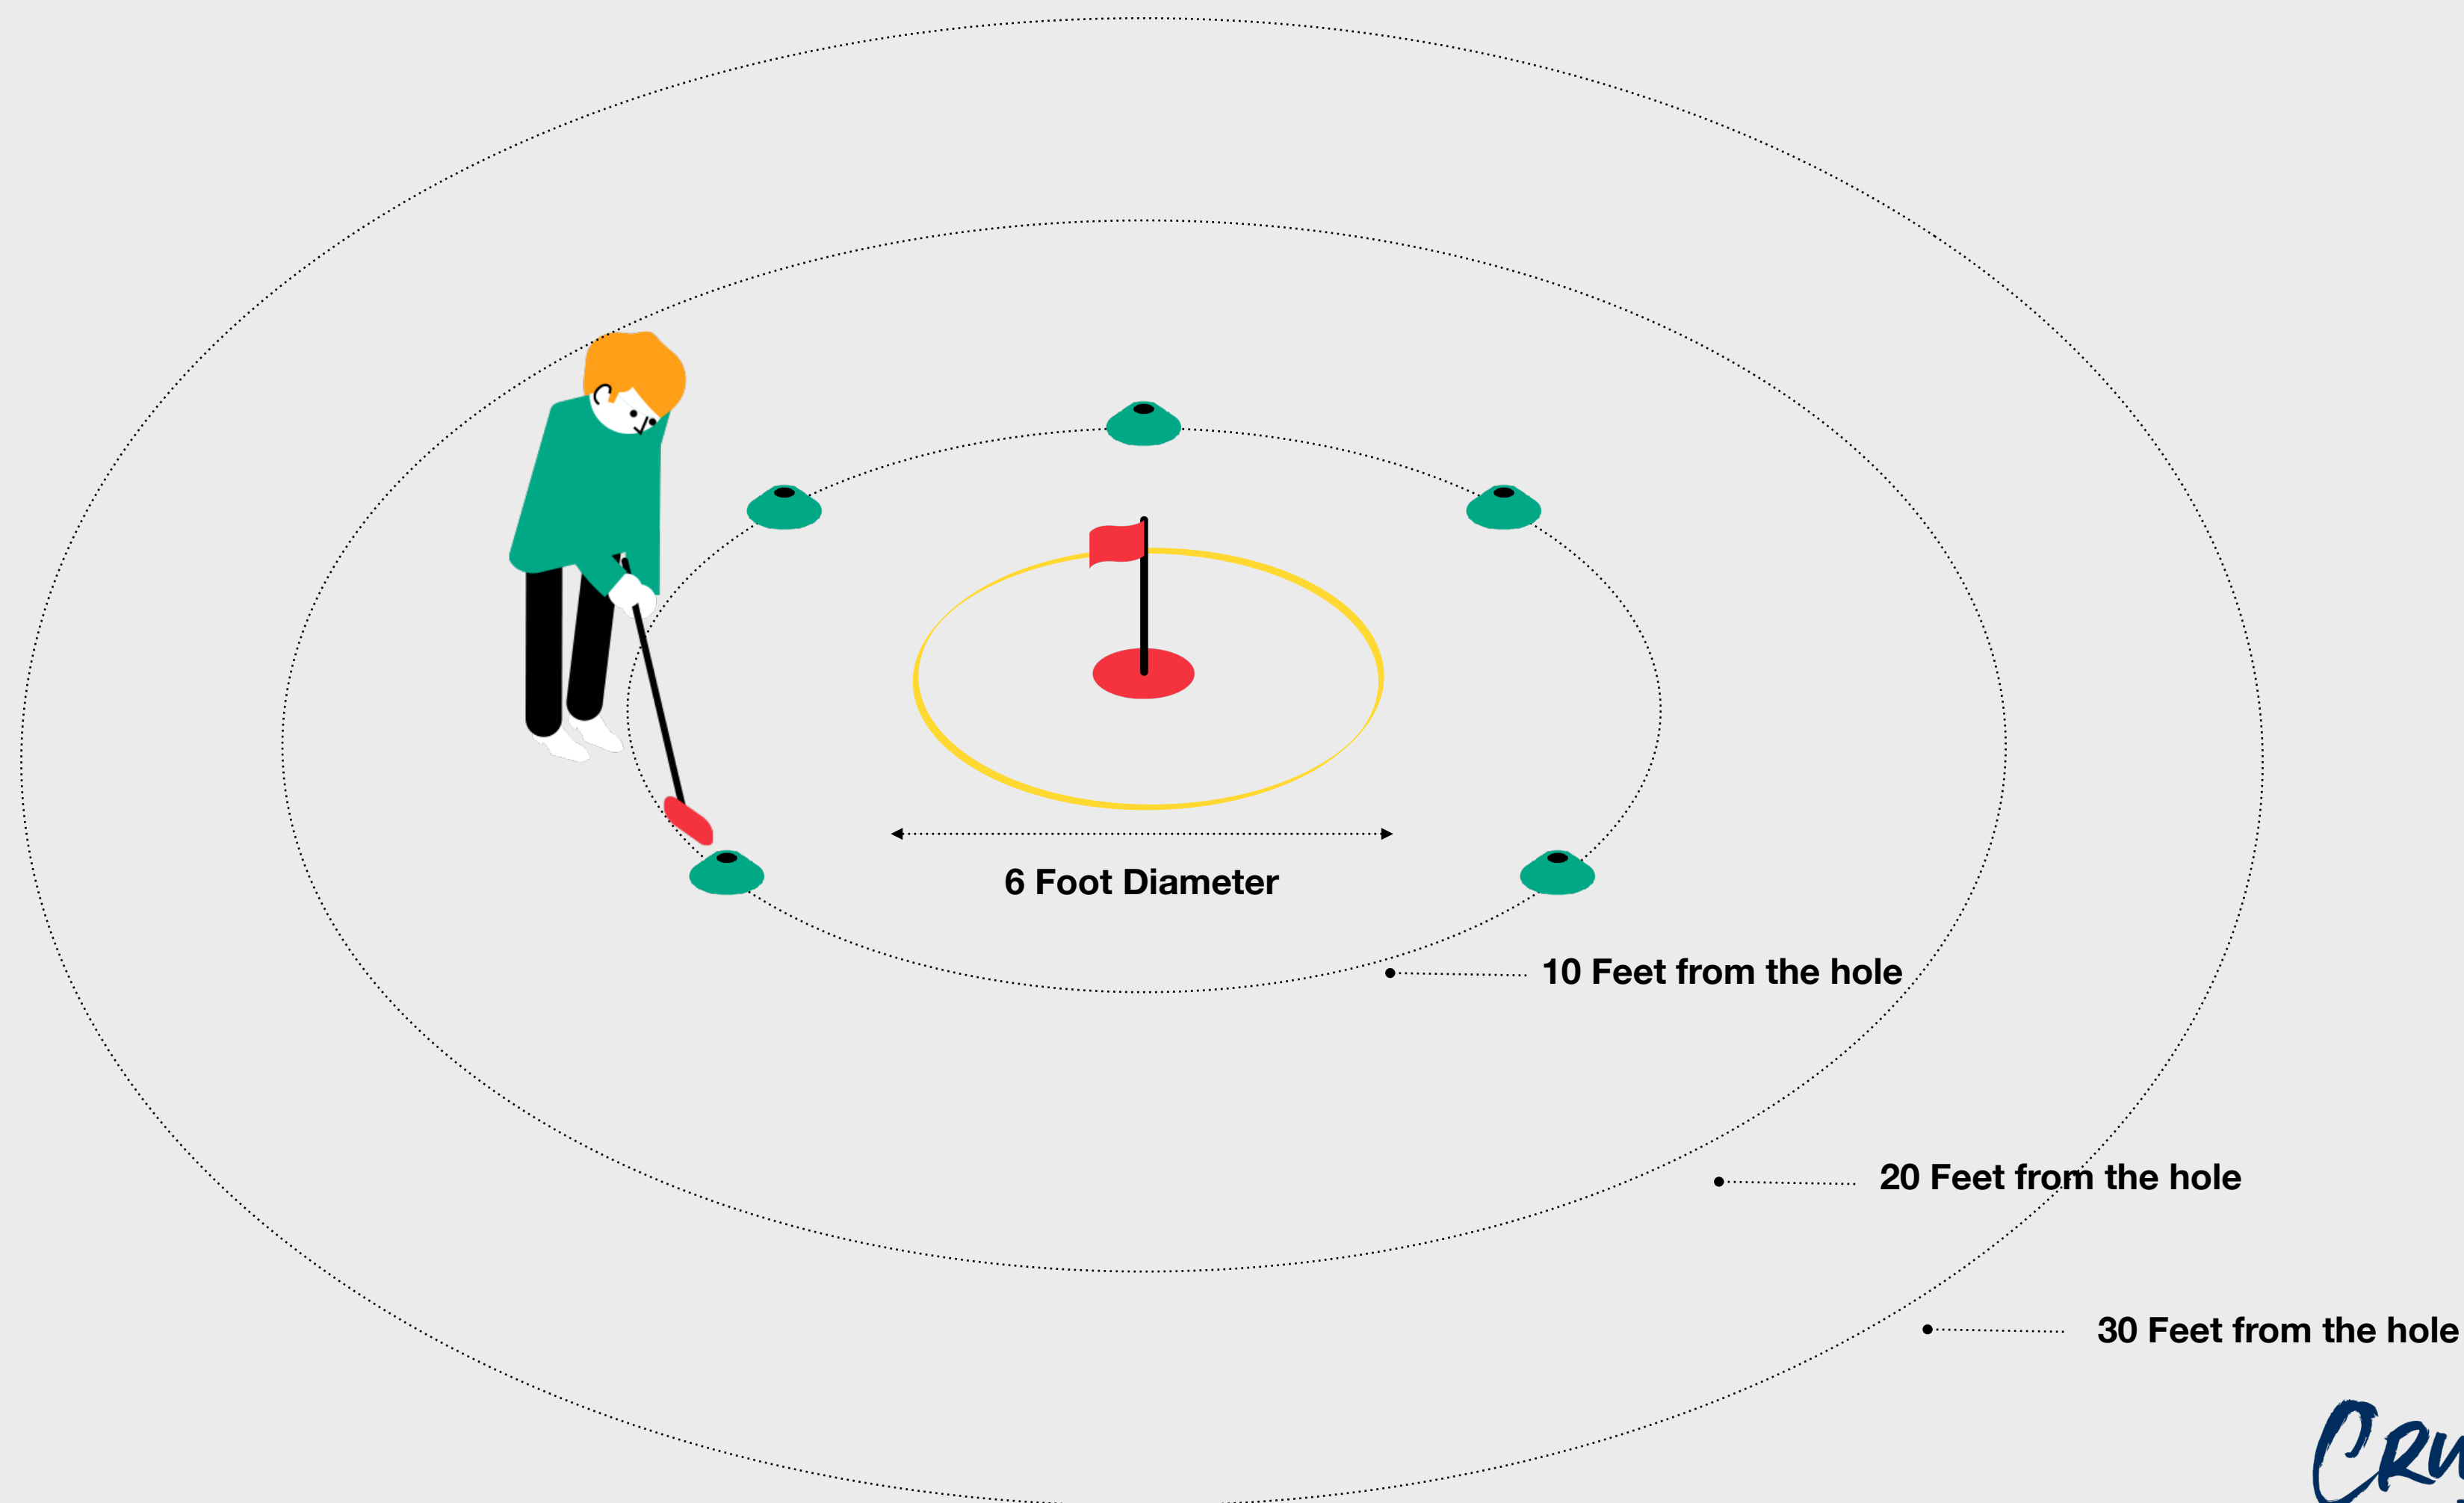 6 Foot Diameter
10 Feet from the hole
20 Feet from the hole
30 Feet from the hole